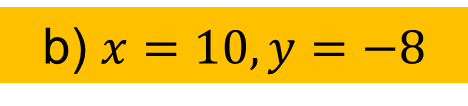 b) x = 10, y = −8